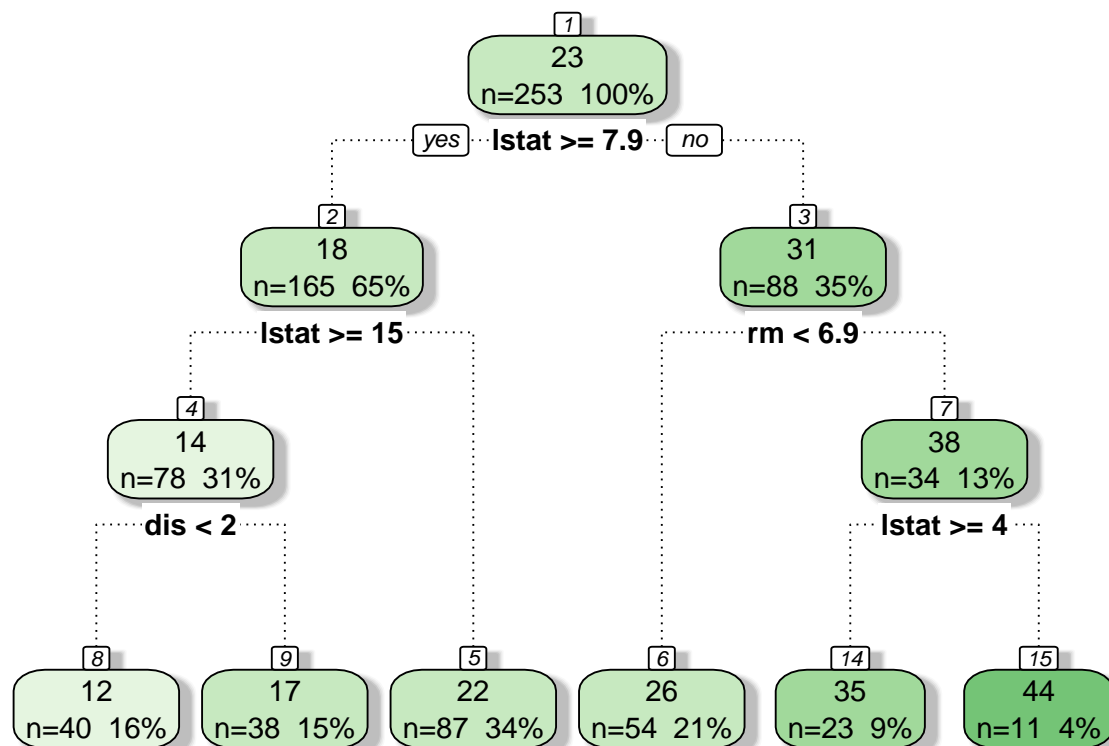 1
23
n=253 100%
yes lstat >= 7.9 no
2 3
18 31
n=165 65% n=88 35%
lstat >= 15 rm < 6.9
4 7
14 38
n=78 31% n=34 13%
dis < 2 lstat >= 4
8 9 5 6 14 15
12 17 22 26 35 44
n=40 16% n=38 15% n=87 34% n=54 21% n=23 9% n=11 4%